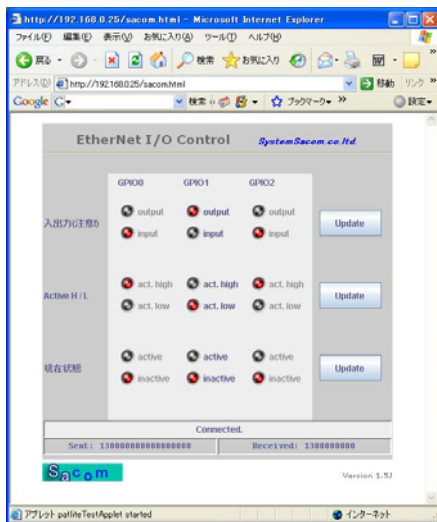 http://192.168.0.25/sacom.html - Microsoft Internet Explorer
ファイル(F) 編集(E) 表示(V) お気に入り(A) ツール(T) ヘルプ(H)
戻る 検索 お気に入り
アドレス(D) http://192.168.0.25/sacom.html 移動 リンク »
Google G 検索 ブックマーク » 設定
EtherNet I/O Control SystemSacom.co.ltd.
GPIO0 GPIO1 GPIO2
入出力(注意!) output output output Update
input input input
Active H / L act. high act. high act. high Update
act. low act. low act. low
現在状態 active active active Update
inactive inactive inactive
Connected.
Received: 1300000000
Sacom Version 1.5J
アプレット patliteTestApplet started インターネット